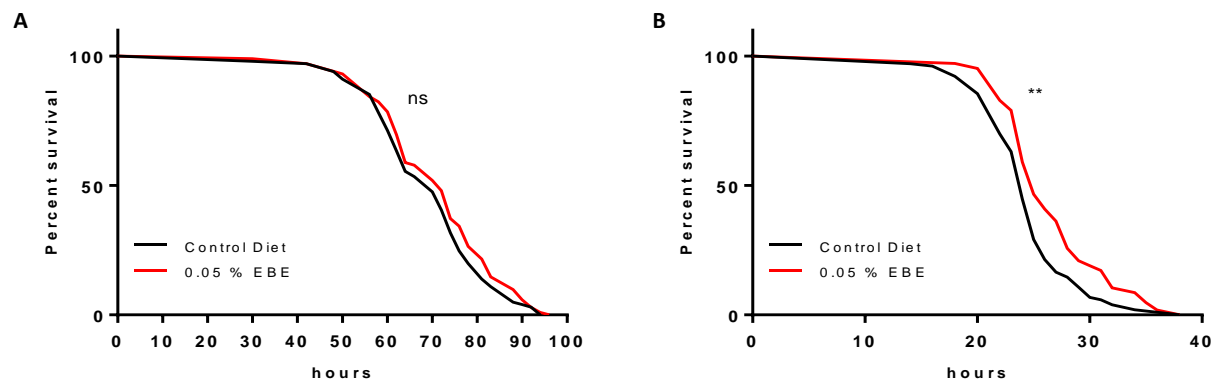 A
100
50
0
Percent survival
ns
Control Diet
0.05 % EBE
0 10 20 30 40 50 60 70 80 90 100
hours
B
100
50
0
Percent survival
**
Control Diet
0.05 % EBE
0 10 20 30 40
hours